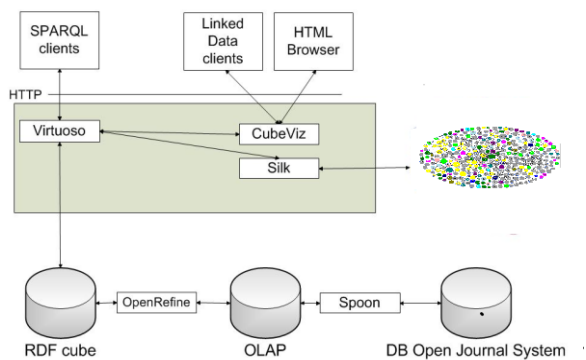 SPARQL
clients
Linked
Data
clients
HTML
Browser
HTTP
Virtuoso
CubeViz
Silk
OpenRefine
Spoon
RDF cube
OLAP
DB Open Journal System